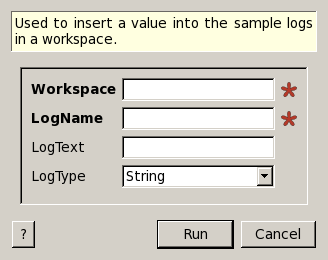 Used to insert a value into the sample logs
in a workspace.
Workspace
LogName
LogText
LogType String
? Run Cancel